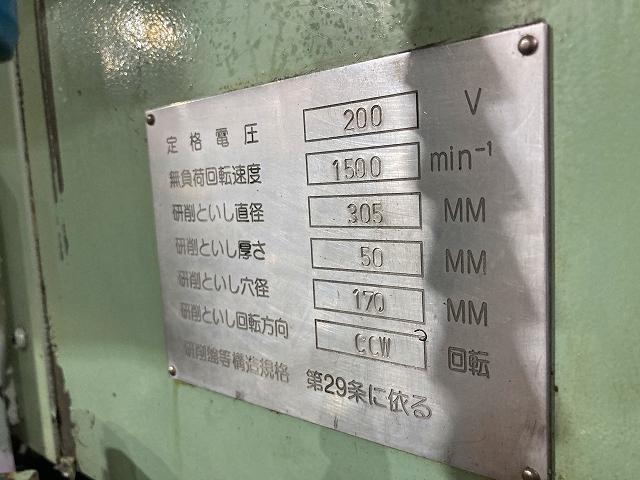 定格電圧 200 V
無負荷回転速度 1500 min⁻¹
研削といし直径 305 MM
研削といし厚さ 50 MM
研削といし穴径 170 MM
研削といし回転方向 CCW 回転
研削盤等構造規格 第29条に依る